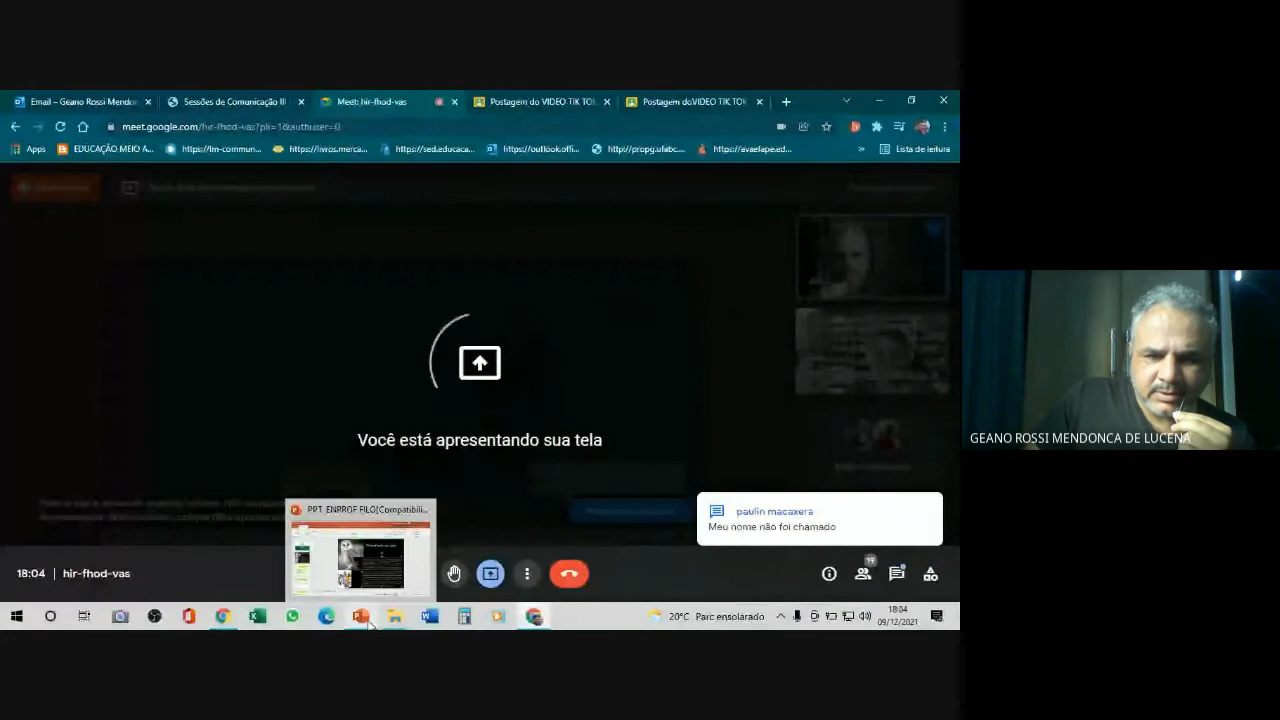 Email – Geano Rossi Mendon
Sessões de Comunicação III
Meet: hir-fhod-vas
Postagem do VIDEO TIK TO
Postagem doVIDEO TIK TOK
meet.google.com/hir-fhod-vas?pli=1&authuser=0
Apps
EDUCAÇÃO MEIO A...
https://lm-commun...
https://livros.merca...
https://sed.educaca...
https://outlook.offi...
http://propg.ufabc....
https://avaelape.ed...
»
Lista de leitura
Você está apresentando sua tela
GEANO ROSSI MENDONCA DE LUCENA
PPT ENPROF FILO[Compatibili...
paulin macaxera
Meu nome não foi chamado
18:04 | hir-fhod-vas
19
20°C Parc ensolarado
18:04
09/12/2021